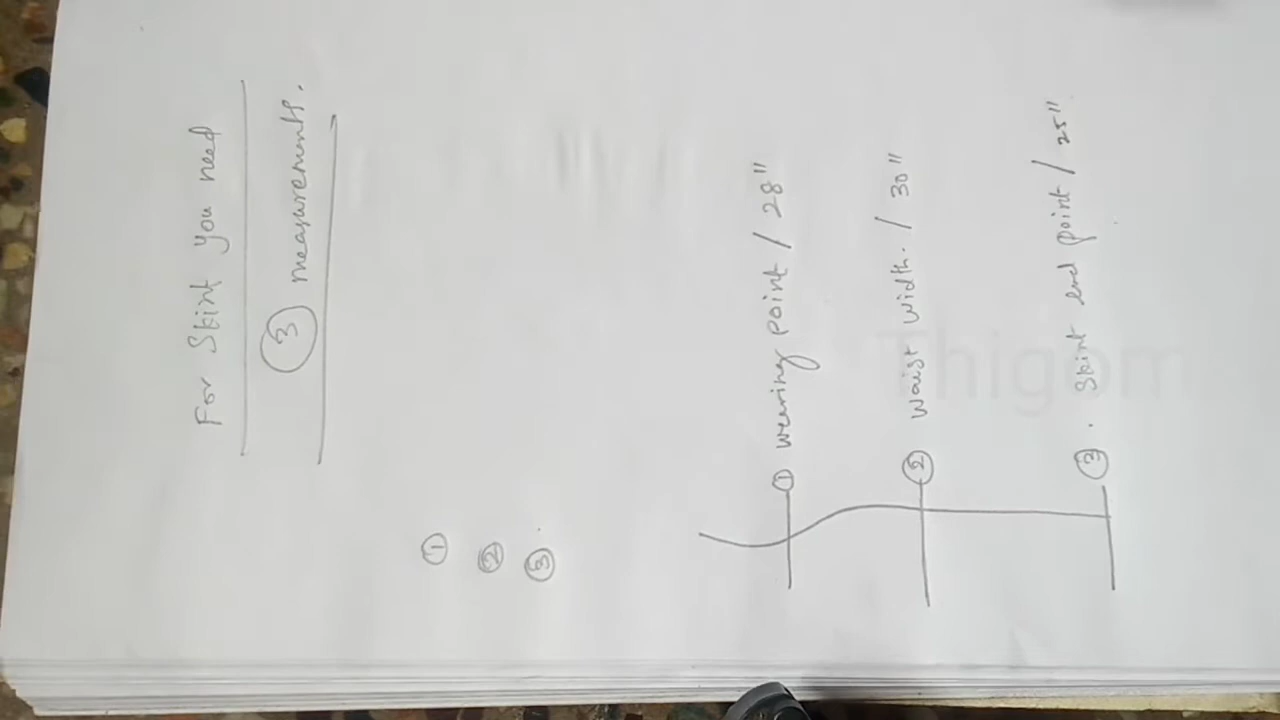 For Skirt you need
③ measurements.
①
②
③
① wearing point / 28"
② waist width. / 30"
③. Skirt end point / 25"
Thigom